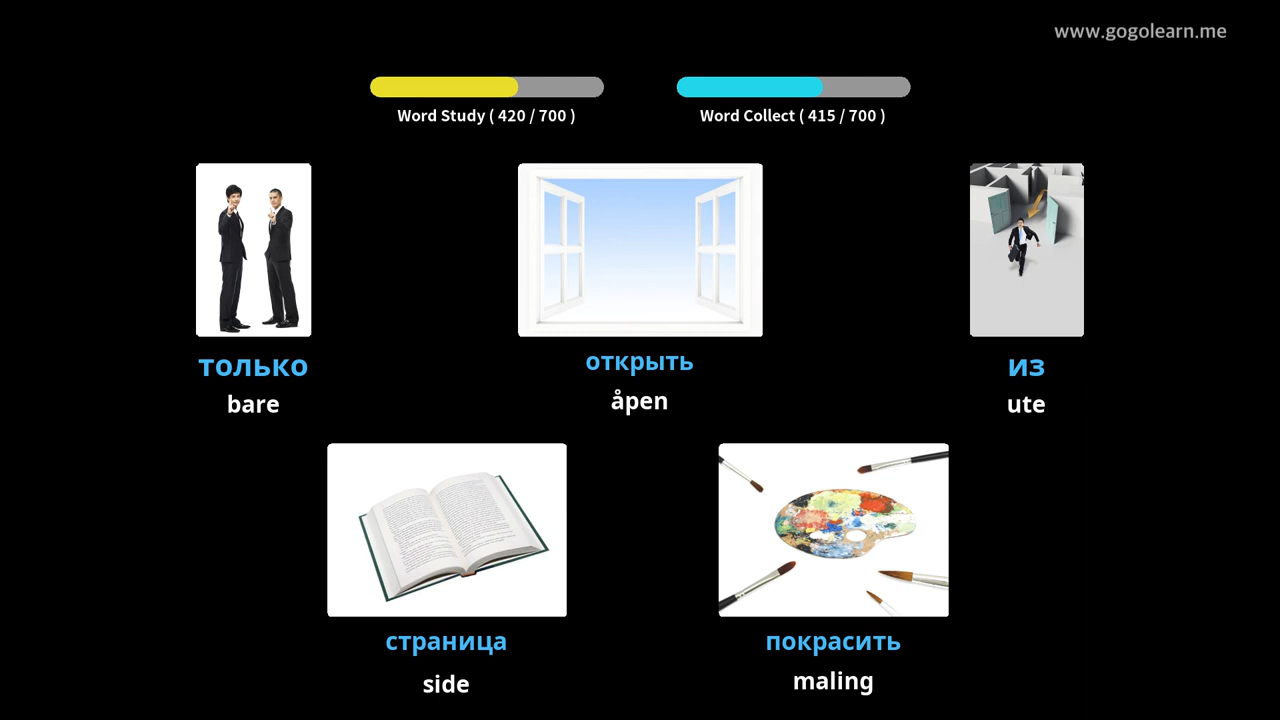 www.gogolearn.me
Word Study ( 420 / 700 )
Word Collect ( 415 / 700 )
только
bare
открыть
åpen
из
ute
страница
side
покрасить
maling